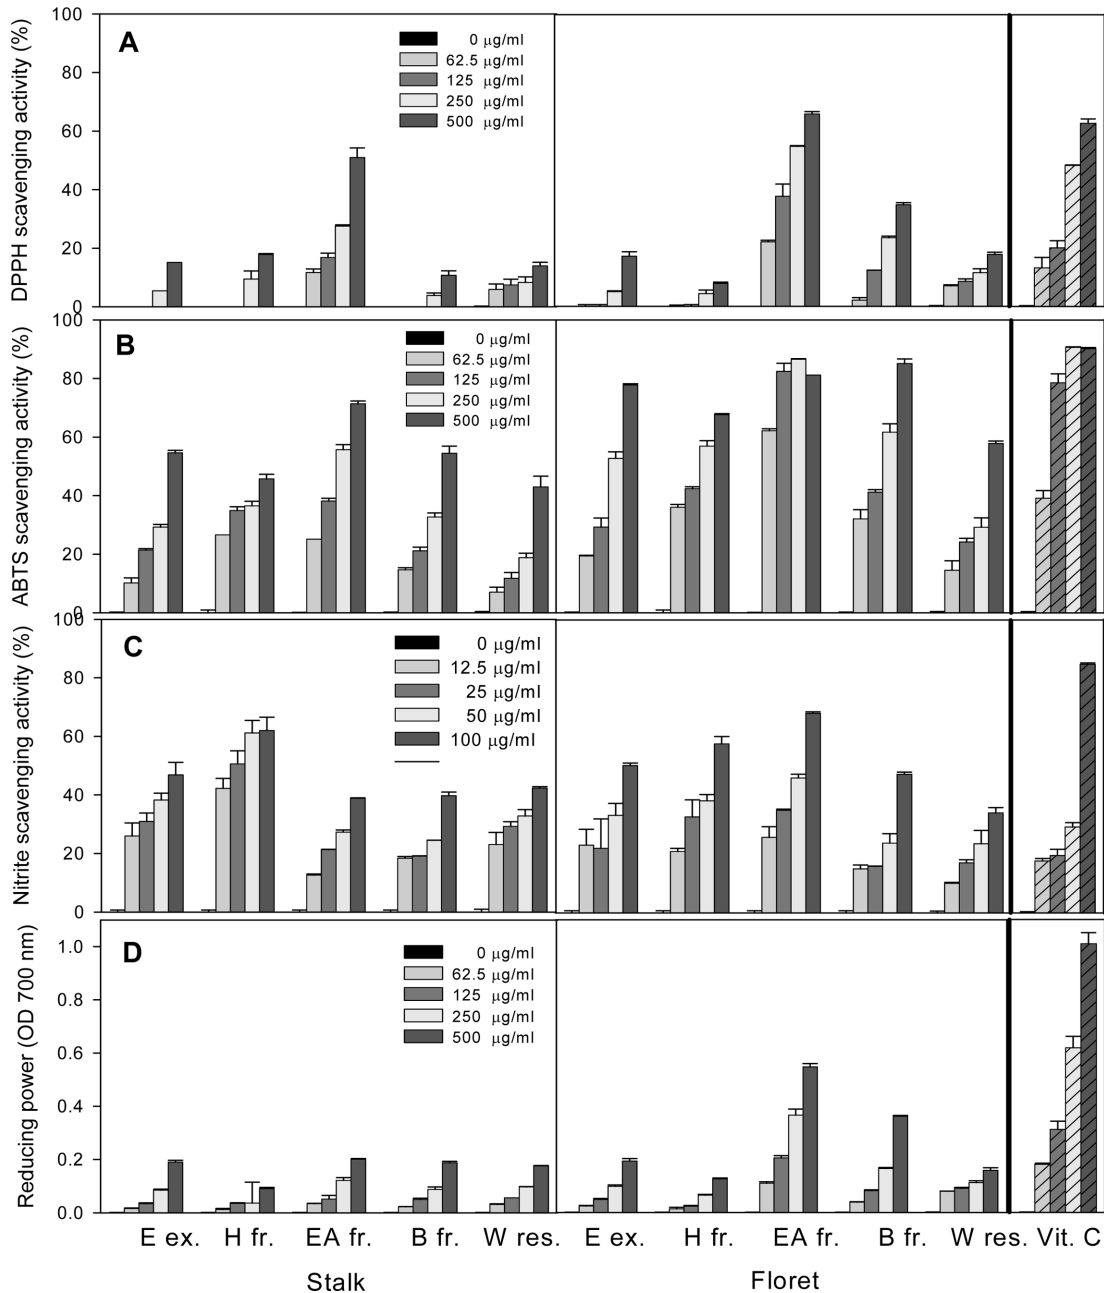 DPPH scavenging activity (%)
100
80
60
40
20
0
A
0 µg/ml
62.5 µg/ml
125 µg/ml
250 µg/ml
500 µg/ml
ABTS scavenging activity (%)
100
80
60
40
20
0
B
0 µg/ml
62.5 µg/ml
125 µg/ml
250 µg/ml
500 µg/ml
Nitrite scavenging activity (%)
100
80
60
40
20
0
C
0 µg/ml
12.5 µg/ml
25 µg/ml
50 µg/ml
100 µg/ml
Reducing power (OD 700 nm)
1.0
0.8
0.6
0.4
0.2
0.0
D
0 µg/ml
62.5 µg/ml
125 µg/ml
250 µg/ml
500 µg/ml
E ex. H fr. EA fr. B fr. W res. E ex. H fr. EA fr. B fr. W res. Vit. C
Stalk Floret